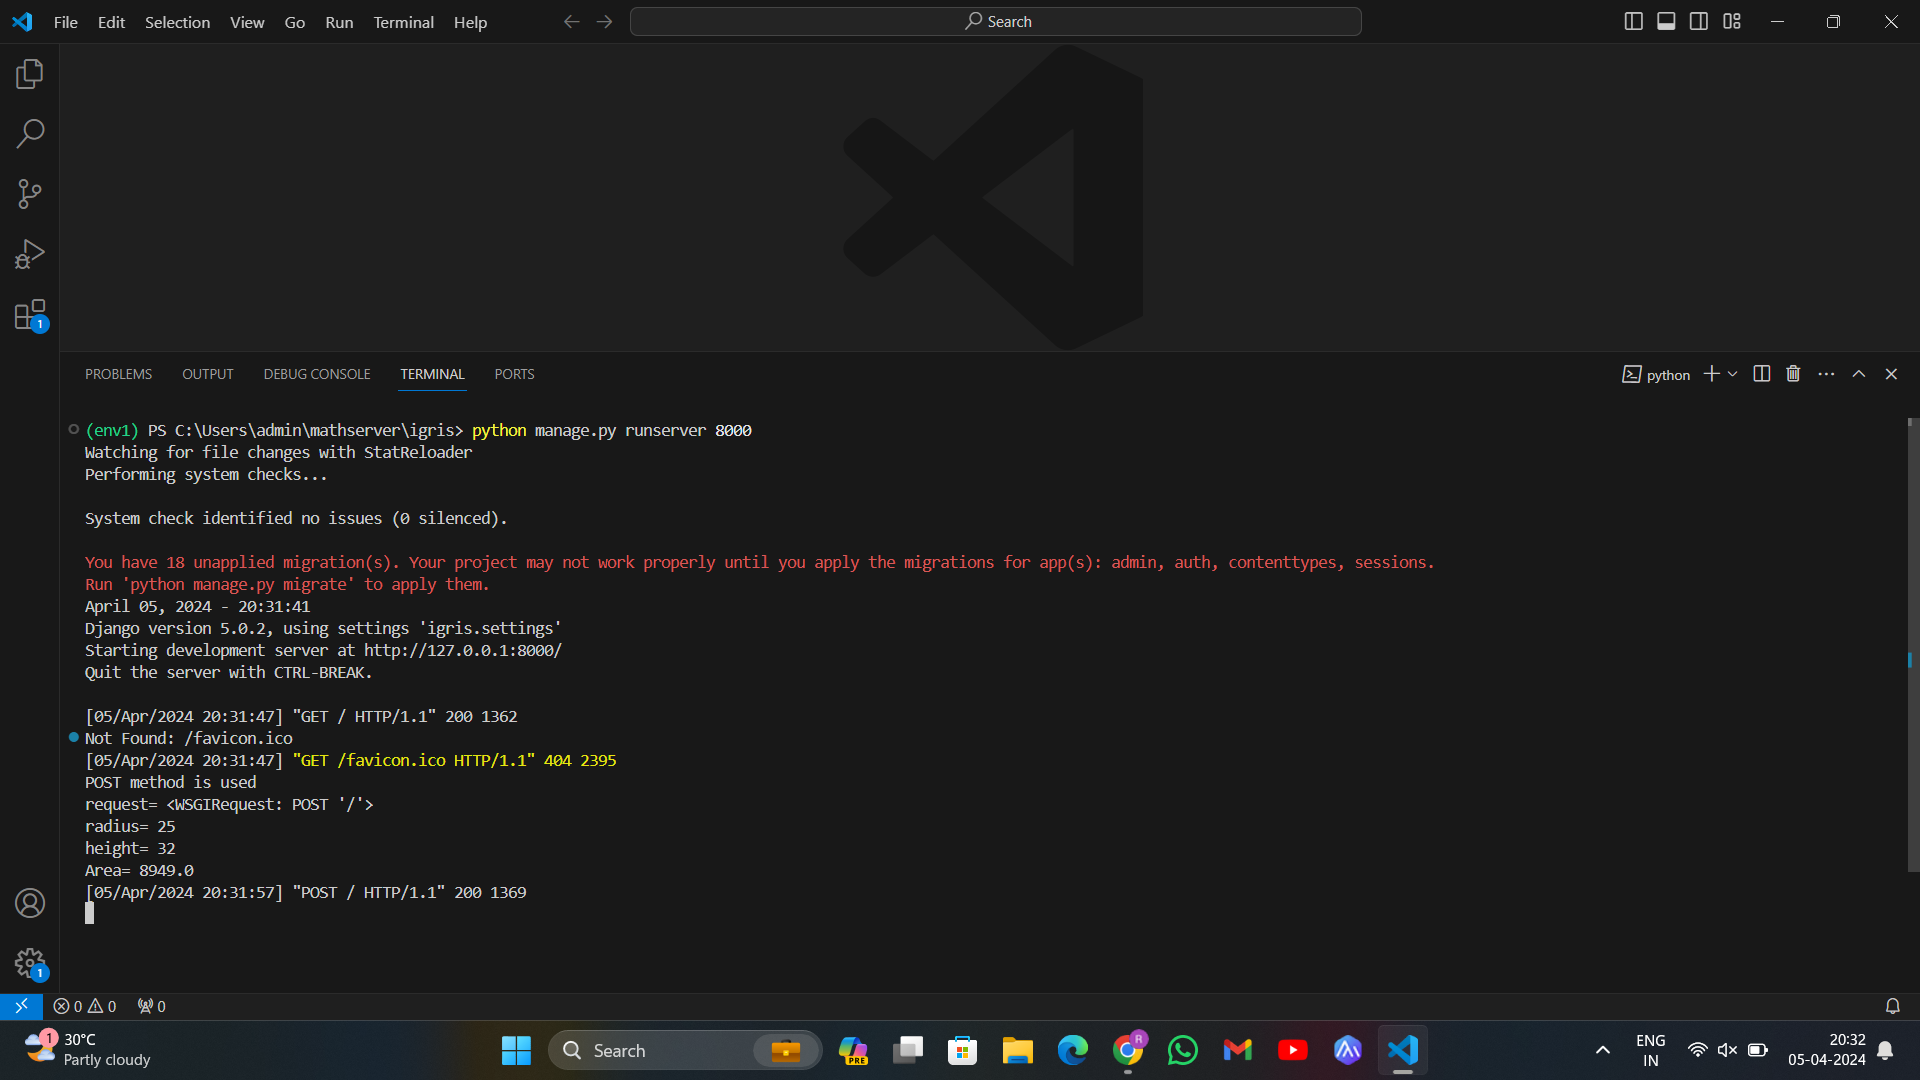 File Edit Selection View Go Run Terminal Help
Search
1
PROBLEMS OUTPUT DEBUG CONSOLE TERMINAL PORTS
python
(env1) PS C:\Users\admin\mathserver\igris> python manage.py runserver 8000
Watching for file changes with StatReloader
Performing system checks...
System check identified no issues (0 silenced).
You have 18 unapplied migration(s). Your project may not work properly until you apply the migrations for app(s): admin, auth, contenttypes, sessions.
Run 'python manage.py migrate' to apply them.
April 05, 2024 - 20:31:41
Django version 5.0.2, using settings 'igris.settings'
Starting development server at http://127.0.0.1:8000/
Quit the server with CTRL-BREAK.
[05/Apr/2024 20:31:47] "GET / HTTP/1.1" 200 1362
Not Found: /favicon.ico
[05/Apr/2024 20:31:47] "GET /favicon.ico HTTP/1.1" 404 2395
POST method is used
request= <WSGIRequest: POST '/'>
radius= 25
height= 32
Area= 8949.0
[05/Apr/2024 20:31:57] "POST / HTTP/1.1" 200 1369
1
0 0 0
1
30°C
Partly cloudy
Search
PRE
R
ENG
IN
20:32
05-04-2024